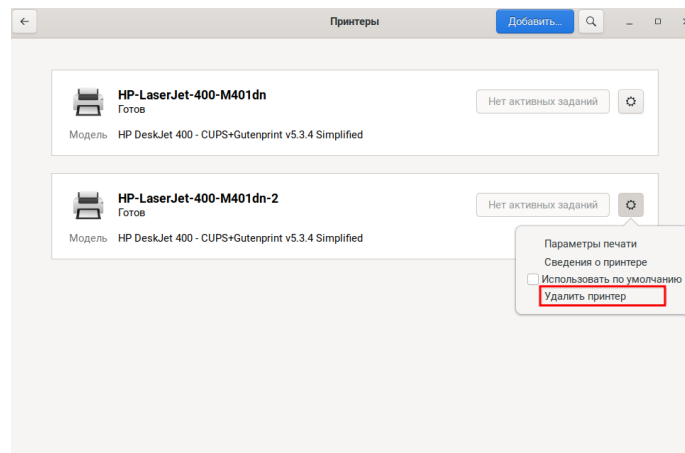 Принтеры
Добавить...
HP-LaserJet-400-M401dn
Готов
Нет активных заданий
Модель HP DeskJet 400 - CUPS+Gutenprint v5.3.4 Simplified
HP-LaserJet-400-M401dn-2
Готов
Нет активных заданий
Модель HP DeskJet 400 - CUPS+Gutenprint v5.3.4 Simplified
Параметры печати
Сведения о принтере
Использовать по умолчанию
Удалить принтер